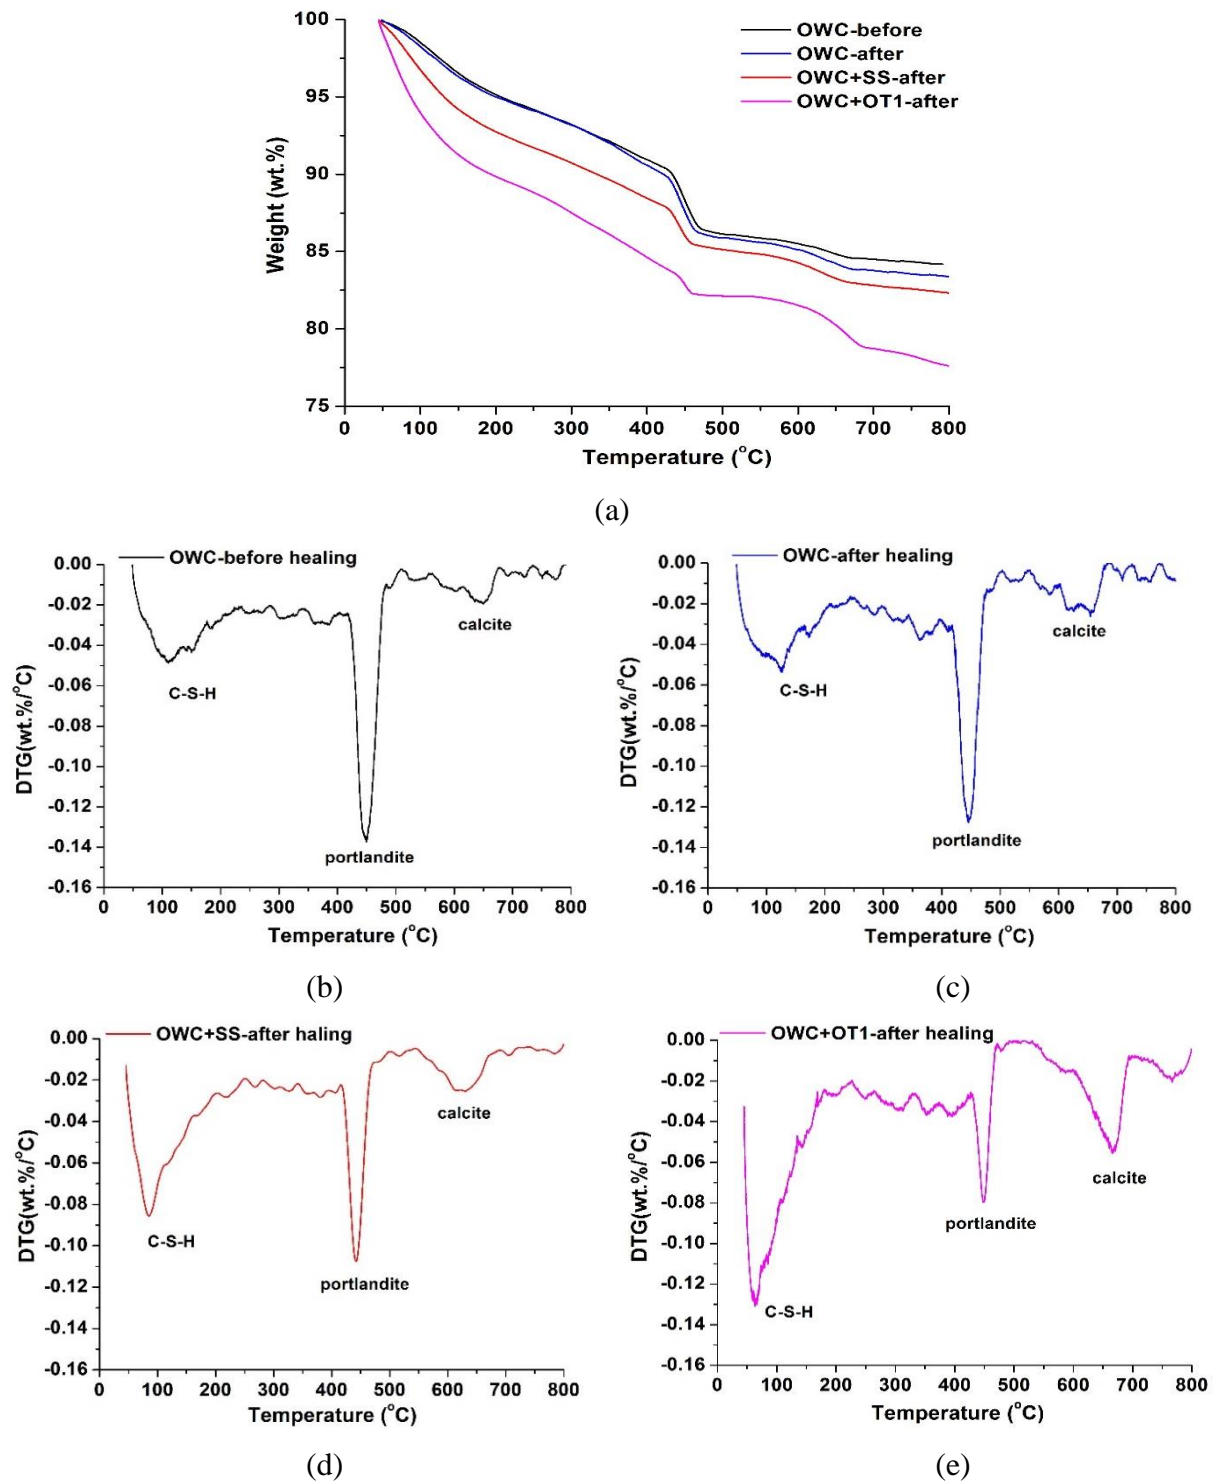 100
95
90
85
80
75
Weight (wt.%)
OWC-before
OWC-after
OWC+SS-after
OWC+OT1-after
0 100 200 300 400 500 600 700 800
Temperature (°C)
(a)
OWC-before healing
0.00
-0.02
-0.04
-0.06
-0.08
-0.10
-0.12
-0.14
-0.16
DTG(wt.%/°C)
calcite
C-S-H
portlandite
0 100 200 300 400 500 600 700 800
Temperature (°C)
(b)
OWC-after healing
0.00
-0.02
-0.04
-0.06
-0.08
-0.10
-0.12
-0.14
-0.16
DTG(wt.%/°C)
calcite
C-S-H
portlandite
0 100 200 300 400 500 600 700 800
Temperature (°C)
(c)
OWC+SS-after haling
0.00
-0.02
-0.04
-0.06
-0.08
-0.10
-0.12
-0.14
-0.16
DTG(wt.%/°C)
calcite
C-S-H
portlandite
0 100 200 300 400 500 600 700 800
Temperature (°C)
(d)
OWC+OT1-after healing
0.00
-0.02
-0.04
-0.06
-0.08
-0.10
-0.12
-0.14
-0.16
DTG(wt.%/°C)
calcite
portlandite
C-S-H
0 100 200 300 400 500 600 700 800
Temperature (°C)
(e)